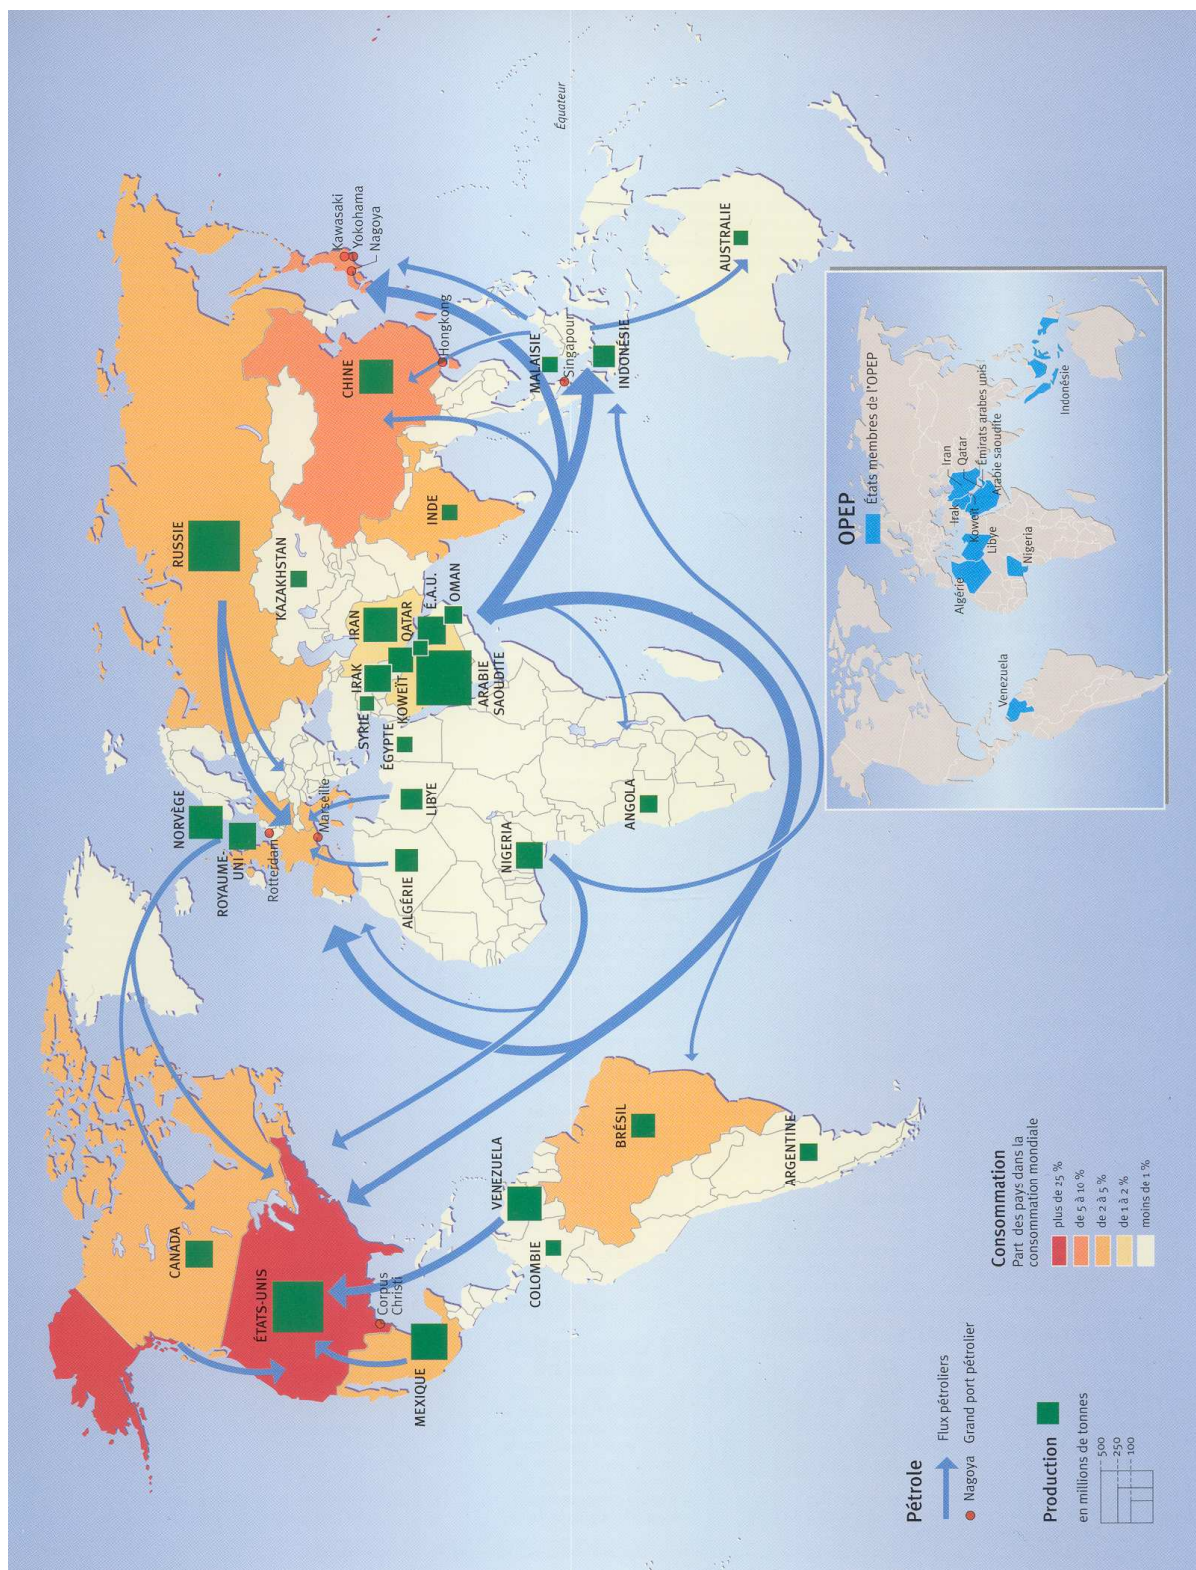 CANADA
ÉTATS-UNIS
Corpus
Christi
MEXIQUE
VENEZUELA
COLOMBIE
BRÉSIL
ARGENTINE
NORVÈGE
ROYAUME-
UNI
Rotterdam
Marseille
ALGÉRIE
LIBYE
ÉGYPTE
NIGERIA
ANGOLA
RUSSIE
KAZAKHSTAN
SYRIE
IRAK
IRAN
KOWEÏT
QATAR
É.A.U.
OMAN
ARABIE
SAOUDITE
INDE
CHINE
Hongkong
Kawasaki
Yokohama
Nagoya
MALAISIE
Singapour
INDONÉSIE
AUSTRALIE
Équateur
Pétrole
Flux pétroliers
Nagoya Grand port pétrolier
Production
en millions de tonnes
500
250
100
Consommation
Part des pays dans la
consommation mondiale
plus de 25 %
de 5 à 10 %
de 2 à 5 %
de 1 à 2 %
moins de 1 %
OPEP
États membres de l'OPEP
Venezuela
Algérie
Libye
Nigeria
Irak
Koweït
Iran
Qatar
Émirats arabes unis
Arabie saoudite
Indonésie